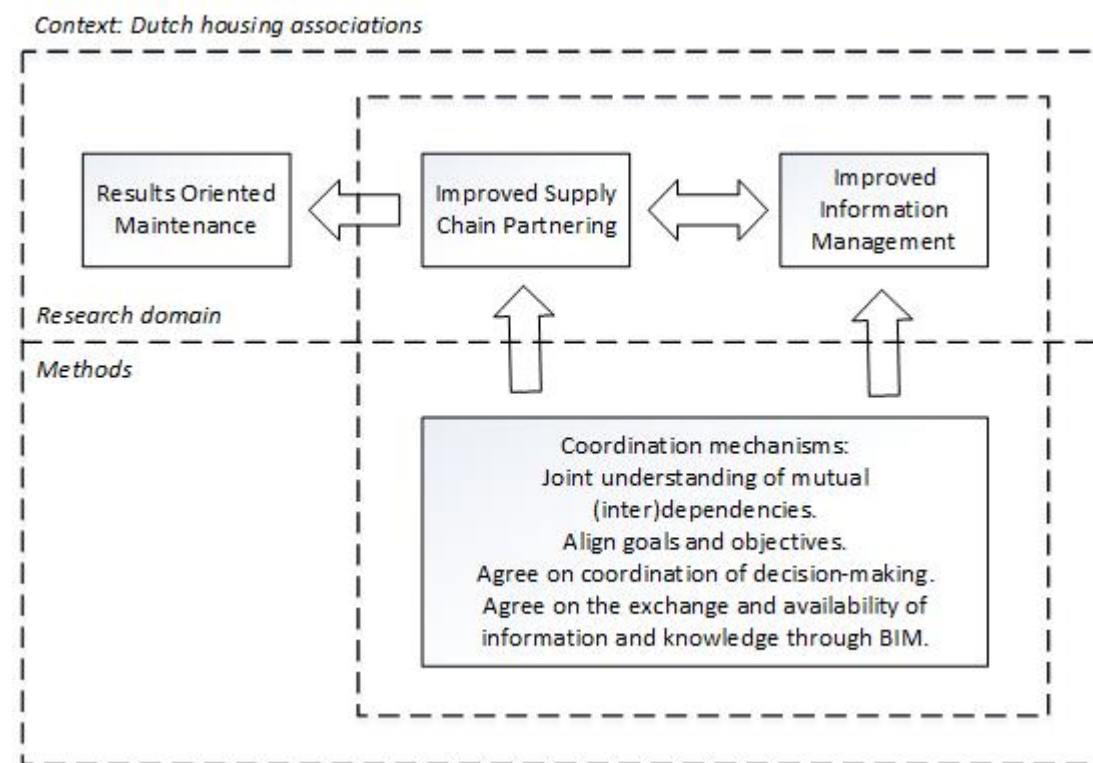 Context: Dutch housing associations
Results Oriented
Maintenance
Improved Supply
Chain Partnering
Improved
Information
Management
Research domain
Methods
Coordination mechanisms:
Joint understanding of mutual
(inter)dependencies.
Align goals and objectives.
Agree on coordination of decision-making.
Agree on the exchange and availability of
information and knowledge through BIM.